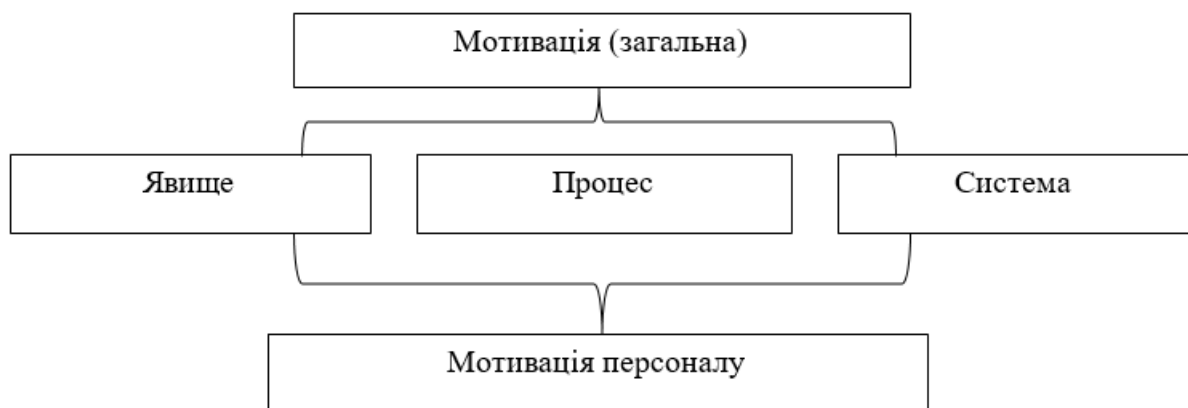 Мотивація (загальна)
Явище
Процес
Система
Мотивація персоналу